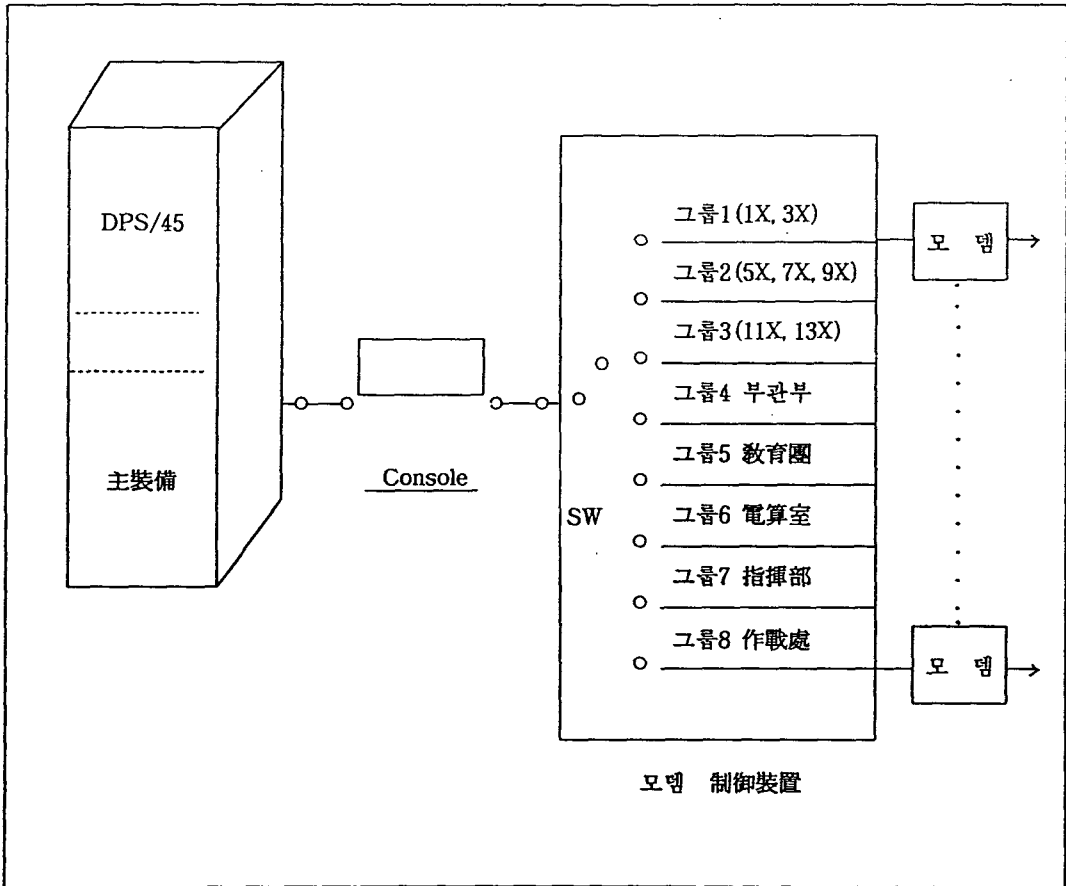 DPS/45
主裝備
Console
SW
그룹1(1X, 3X)
그룹2(5X, 7X, 9X)
그룹3(11X, 13X)
그룹4 부관부
그룹5 敎育團
그룹6 電算室
그룹7 指揮部
그룹8 作戰處
모 뎀
모 뎀
모뎀 制御裝置